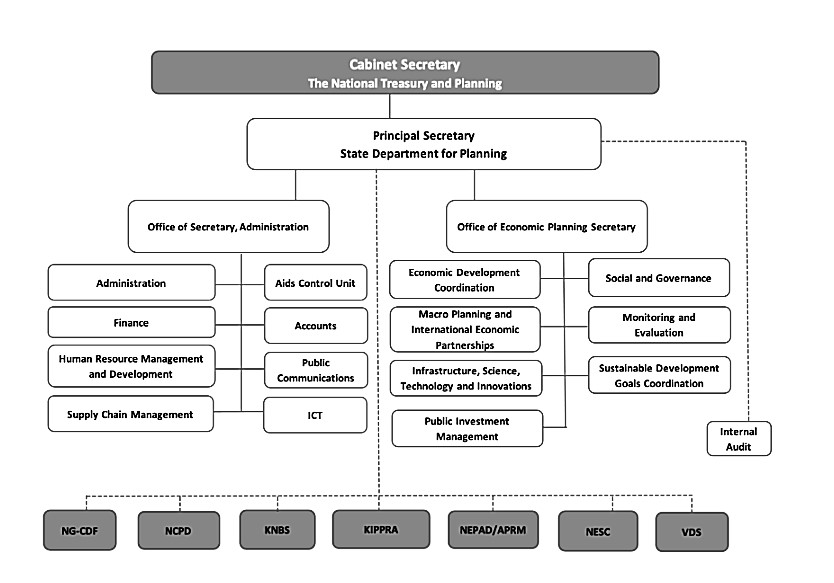 Cabinet Secretary
The National Treasury and Planning
Principal Secretary
State Department for Planning
Office of Secretary, Administration
Office of Economic Planning Secretary
Administration
Aids Control Unit
Finance
Accounts
Human Resource Management
and Development
Public
Communications
Supply Chain Management
ICT
Economic Development
Coordination
Social and Governance
Macro Planning and
International Economic
Partnerships
Monitoring and
Evaluation
Infrastructure, Science,
Technology and Innovations
Sustainable Development
Goals Coordination
Public Investment
Management
Internal
Audit
NG-CDF
NCPD
KNBS
KIPPRA
NEPAD/APRM
NESC
VDS